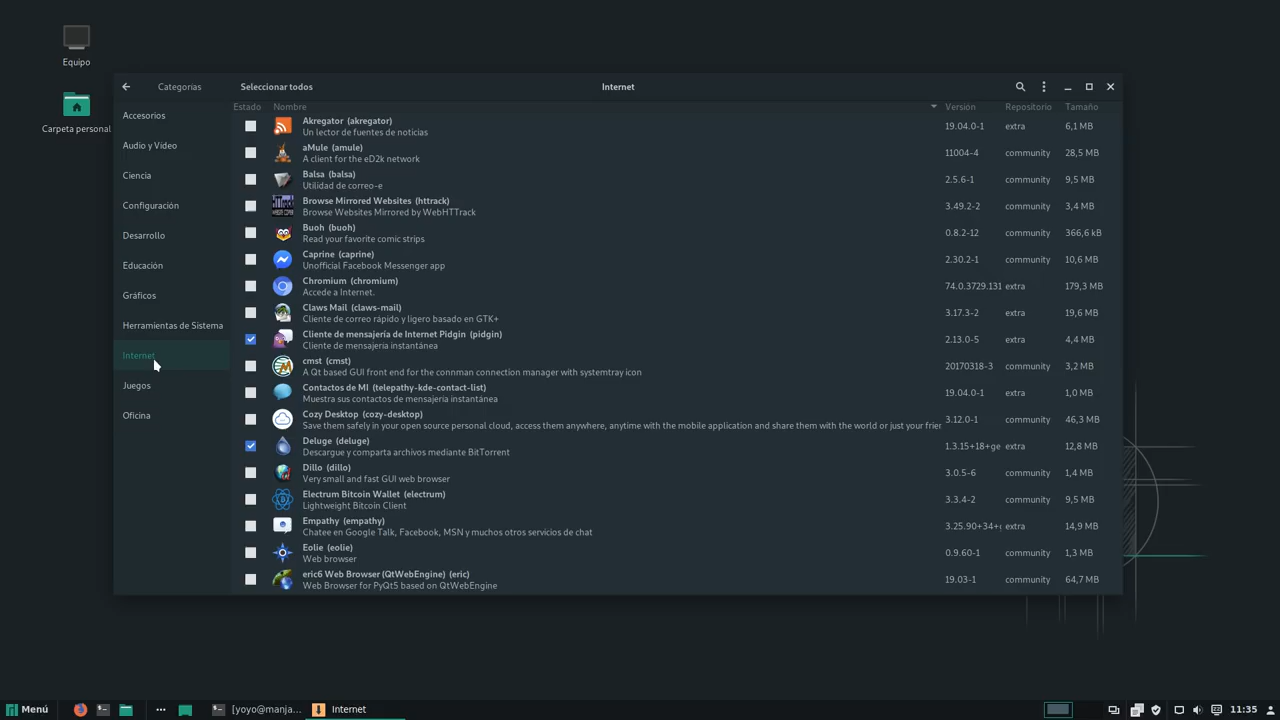 Equipo
Carpeta personal
Categorías
Seleccionar todos
Internet
Accesorios
Audio y Vídeo
Ciencia
Configuración
Desarrollo
Educación
Gráficos
Herramientas de Sistema
Internet
Juegos
Oficina
Estado Nombre Versión Repositorio Tamaño
Akregator (akregator)
Un lector de fuentes de noticias
19.04.0-1 extra 6,1 MB
aMule (amule)
A client for the eD2k network
11004-4 community 28,5 MB
Balsa (balsa)
Utilidad de correo-e
2.5.6-1 community 9,5 MB
Browse Mirrored Websites (httrack)
Browse Websites Mirrored by WebHTTrack
3.49.2-2 community 3,4 MB
Buoh (buoh)
Read your favorite comic strips
0.8.2-12 community 366,6 kB
Caprine (caprine)
Unofficial Facebook Messenger app
2.30.2-1 community 10,6 MB
Chromium (chromium)
Accede a Internet.
74.0.3729.131 extra 179,3 MB
Claws Mail (claws-mail)
Cliente de correo rápido y ligero basado en GTK+
3.17.3-2 extra 19,6 MB
Cliente de mensajería de Internet Pidgin (pidgin)
Cliente de mensajería instantánea
2.13.0-5 extra 4,4 MB
cmst (cmst)
A Qt based GUI front end for the connman connection manager with systemtray icon
20170318-3 community 3,2 MB
Contactos de MI (telepathy-kde-contact-list)
Muestra sus contactos de mensajería instantánea
19.04.0-1 extra 1,0 MB
Cozy Desktop (cozy-desktop)
Save them safely in your open source personal cloud, access them anywhere, anytime with the mobile application and share them with the world or just your frier
3.12.0-1 community 46,3 MB
Deluge (deluge)
Descargue y comparta archivos mediante BitTorrent
1.3.15+18+ge extra 12,8 MB
Dillo (dillo)
Very small and fast GUI web browser
3.0.5-6 community 1,4 MB
Electrum Bitcoin Wallet (electrum)
Lightweight Bitcoin Client
3.3.4-2 community 9,5 MB
Empathy (empathy)
Chatee en Google Talk, Facebook, MSN y muchos otros servicios de chat
3.25.90+34+ extra 14,9 MB
Eolie (eolie)
Web browser
0.9.60-1 community 1,3 MB
eric6 Web Browser (QtWebEngine) (eric)
Web Browser for PyQt5 based on QtWebEngine
19.03-1 community 64,7 MB
Menú
[yoyo@manja...
Internet
11:35